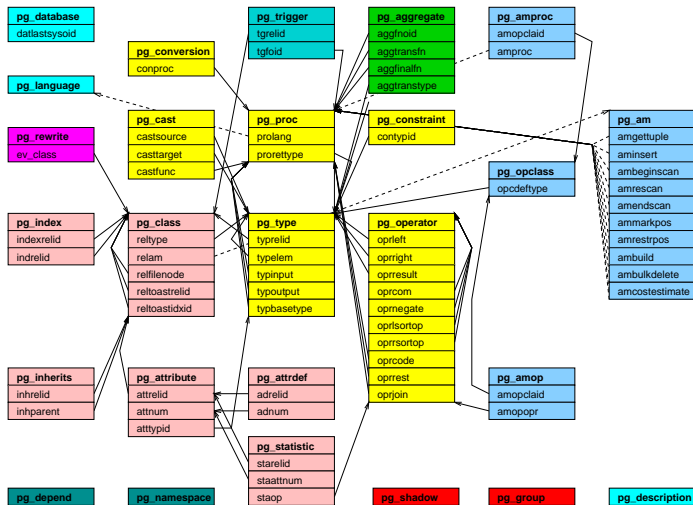 pg_database
datlastsysoid
pg_language
pg_rewrite
ev_class
pg_index
indexrelid
indrelid
pg_inherits
inhrelid
inhparent
pg_depend
pg_conversion
conproc
pg_cast
castsource
casttarget
castfunc
pg_class
reltype
relam
relfilenode
reltoastrelid
reltoastidxid
pg_attribute
attrelid
attnum
atttypid
pg_namespace
pg_trigger
tgrelid
tgfoid
pg_proc
prolang
prorettype
pg_type
typrelid
typelem
typinput
typoutput
typbasetype
pg_attrdef
adrelid
adnum
pg_statistic
starelid
staattnum
staop
pg_aggregate
aggfnoid
aggtransfn
aggfinalfn
aggtranstype
pg_constraint
contypid
pg_operator
oprleft
oprright
oprresult
oprcom
oprnegate
oprlsortop
oprrsortop
oprcode
oprrest
oprjoin
pg_shadow
pg_amproc
amopclaid
amproc
pg_opclass
opcdeftype
pg_amop
amopclaid
amopopr
pg_group
pg_am
amgettuple
aminsert
ambeginscan
amrescan
amendscan
ammarkpos
amrestrpos
ambuild
ambulkdelete
amcostestimate
pg_description